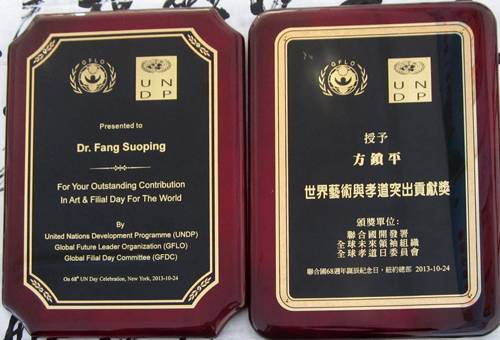 GFLO
UN
DP
Presented to
Dr. Fang Suoping
For Your Outstanding Contribution
In Art & Filial Day For The World
By
United Nations Development Programme (UNDP)
Global Future Leader Organization (GFLO)
Global Filial Day Committee (GFDC)
On 68th UN Day Celebration, New York, 2013-10-24
GFLO
UN
DP
授予
方鎖平
世界藝術與孝道突出貢獻獎
頒獎單位:
聯合國開發署
全球未來領袖組織
全球孝道日委員會
聯合國68週年誕辰紀念日,紐約總部 2013-10-24